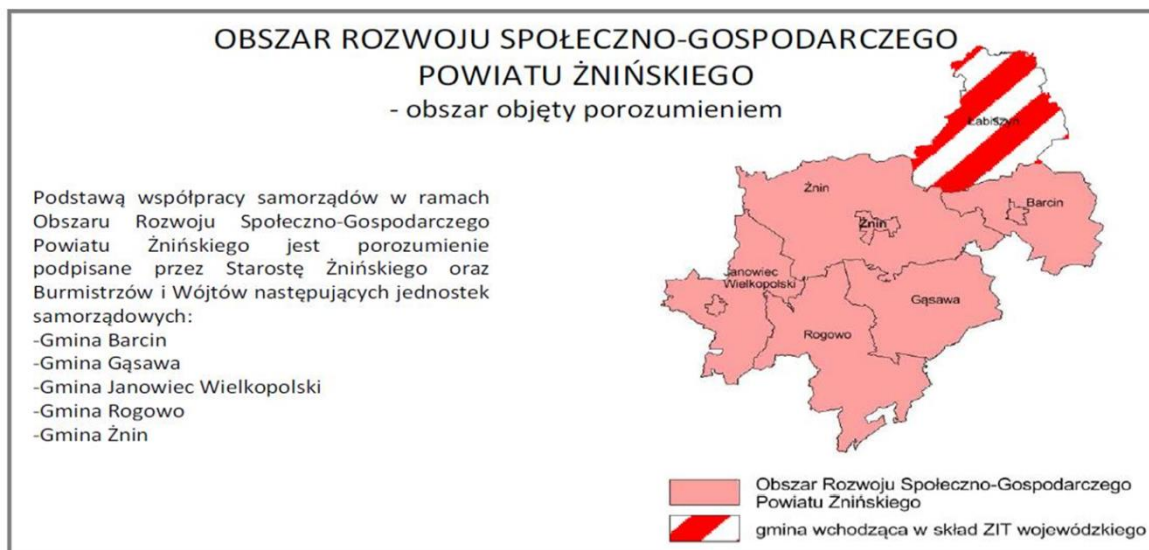 OBSZAR ROZWOJU SPOŁECZNO-GOSPODARCZEGO
POWIATU ŻNIŃSKIEGO
- obszar objęty porozumieniem
Podstawą współpracy samorządów w ramach
Obszaru Rozwoju Społeczno-Gospodarczego
Powiatu Żnińskiego jest porozumienie
podpisane przez Starostę Żnińskiego oraz
Burmistrzów i Wójtów następujących jednostek
samorządowych:
-Gmina Barcin
-Gmina Gąsawa
-Gmina Janowiec Wielkopolski
-Gmina Rogowo
-Gmina Żnin
Łabiszyn
Żnin
Barcin
Żnin
Janowiec
Wielkopolski
Gąsawa
Rogowo
Obszar Rozwoju Społeczno-Gospodarczego
Powiatu Żnińskiego
gmina wchodząca w skład ZIT wojewódzkiego